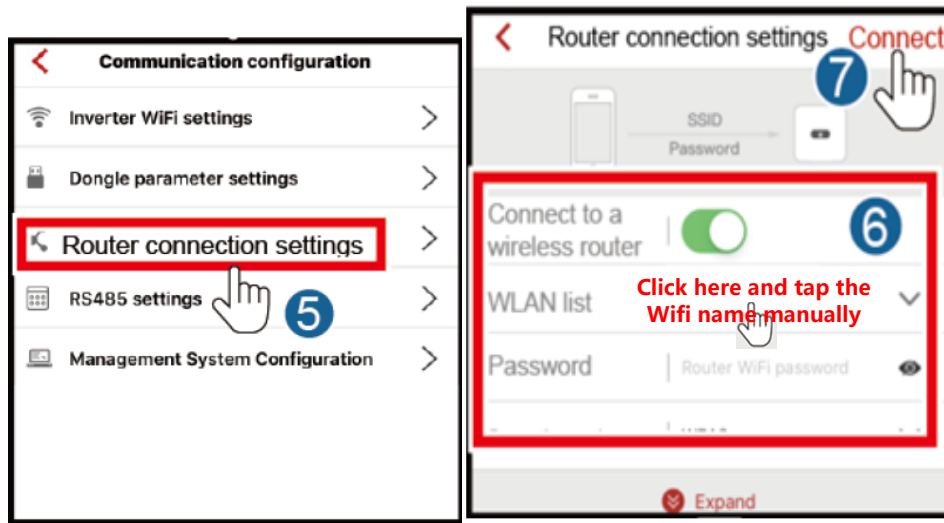 Communication configuration
Inverter WiFi settings
Dongle parameter settings
Router connection settings
RS485 settings
5
Management System Configuration
Router connection settings
Connect
7
SSID
Password
Connect to a
wireless router
6
WLAN list
Click here and tap the
Wifi name manually
Password
Router WiFi password
Expand